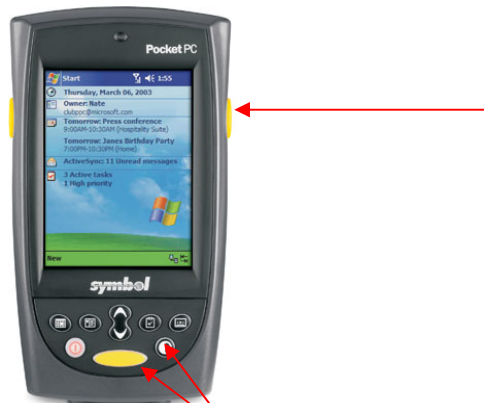 Pocket PC
Start 1:55
Thursday, March 06, 2003
Owner: Nate
clubppc@microsoft.com
Tomorrow: Press conference
9:00AM-10:30AM (Hospitality Suite)
Tomorrow: Janes Birthday Party
7:00PM-10:30PM (Home)
ActiveSync: 11 Unread messages
3 Active tasks
1 High priority
New
symbol